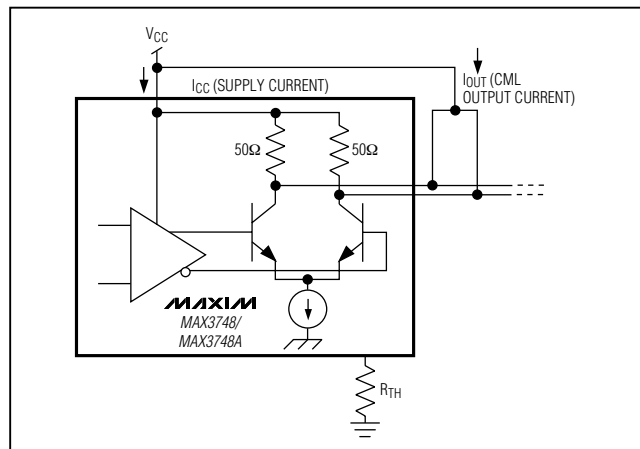 VCC
ICC (SUPPLY CURRENT)
IOUT (CML
OUTPUT CURRENT)
50Ω
50Ω
MAXIM
MAX3748/
MAX3748A
RTH